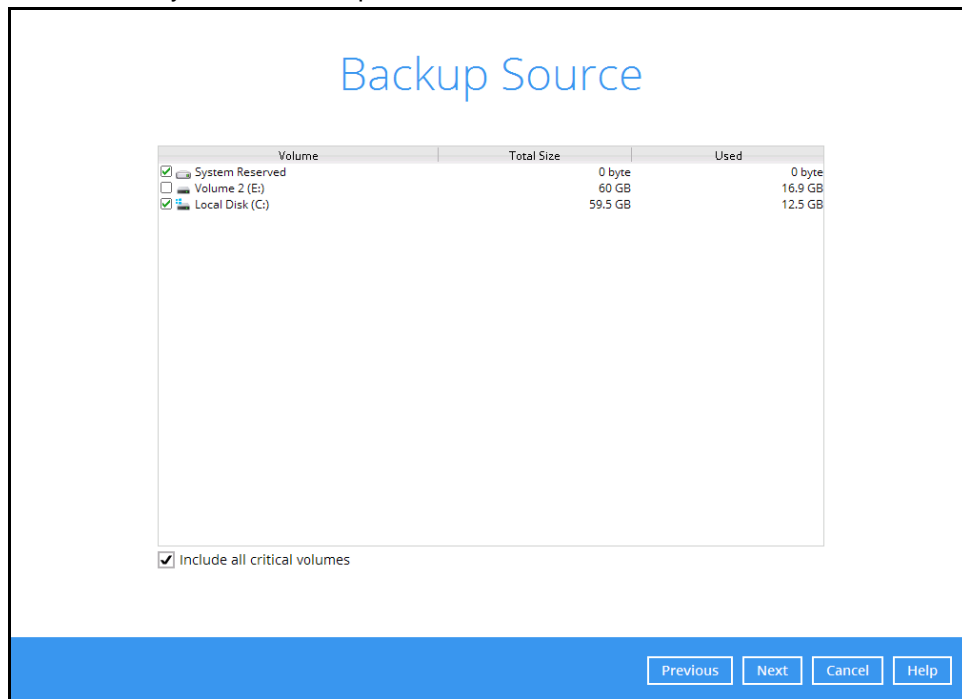 Backup Source
Volume Total Size Used
System Reserved 0 byte 0 byte
Volume 2 (E:) 60 GB 16.9 GB
Local Disk (C:) 59.5 GB 12.5 GB
Include all critical volumes
Previous Next Cancel Help